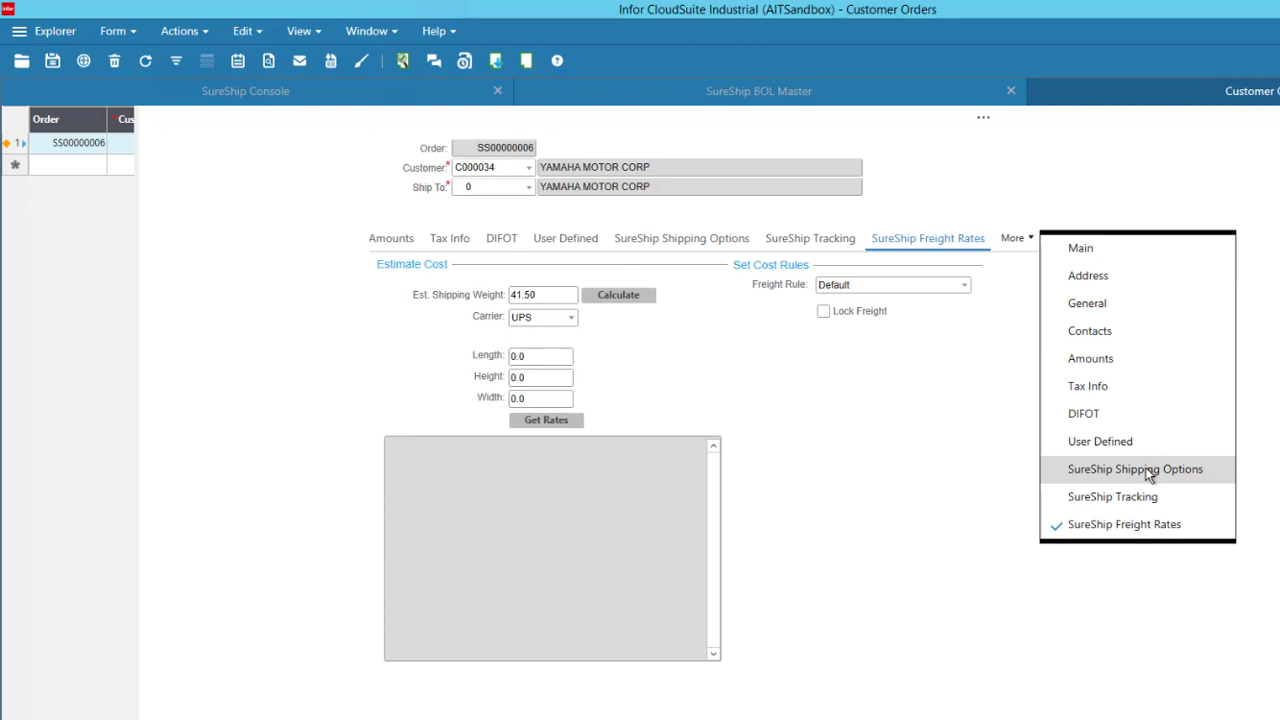 Infor CloudSuite Industrial (AITSandbox) - Customer Orders
Explorer Form Actions Edit View Window Help
SureShip Console SureShip BOL Master Customer
Order Cus
1 SS00000006
Order: SS00000006
Customer:* C000034 YAMAHA MOTOR CORP
Ship To:* 0 YAMAHA MOTOR CORP
Amounts Tax Info DIFOT User Defined SureShip Shipping Options SureShip Tracking SureShip Freight Rates More
Estimate Cost Set Cost Rules
Est. Shipping Weight: 41.50 Calculate Freight Rule: Default
Carrier: UPS Lock Freight
Length: 0.0
Height: 0.0
Width: 0.0
Get Rates
Main
Address
General
Contacts
Amounts
Tax Info
DIFOT
User Defined
SureShip Shipping Options
SureShip Tracking
SureShip Freight Rates